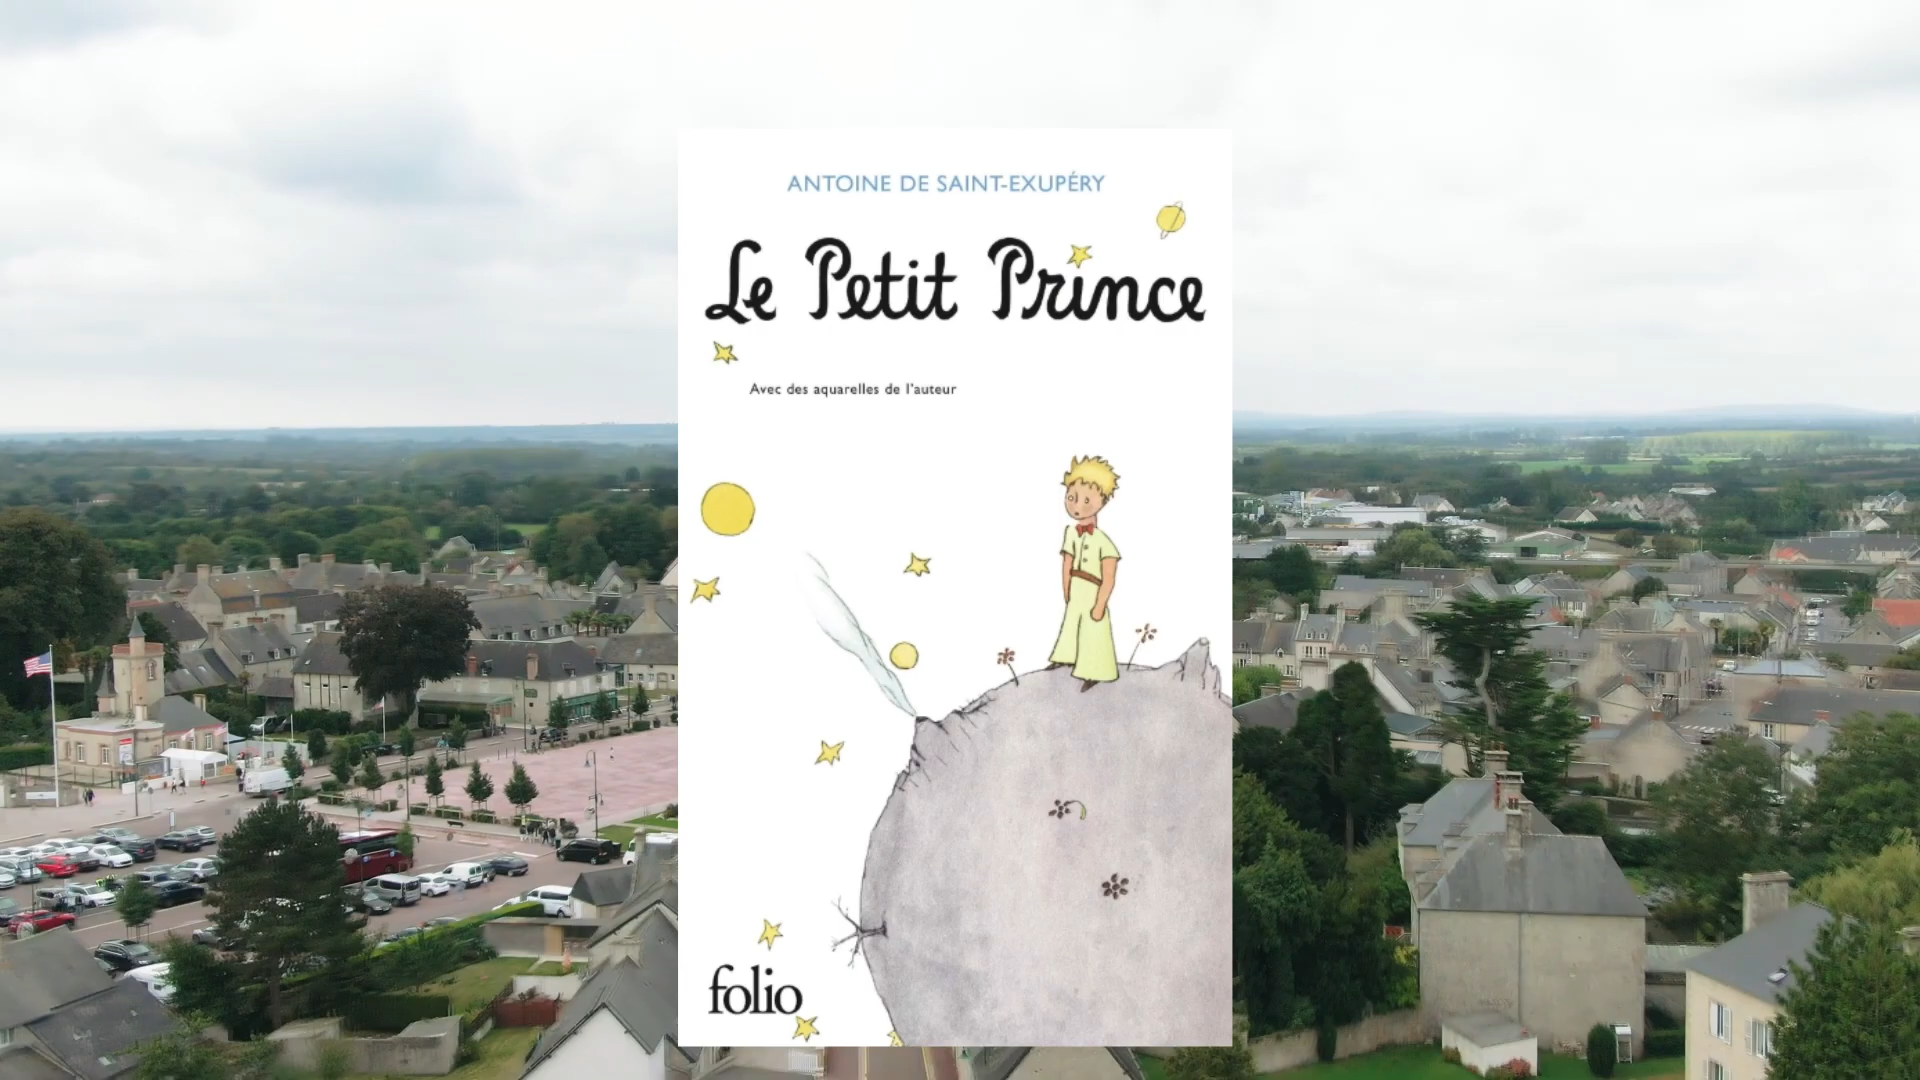 ANTOINE DE SAINT-EXUPÉRY
Le Petit Prince
Avec des aquarelles de l'auteur
folio